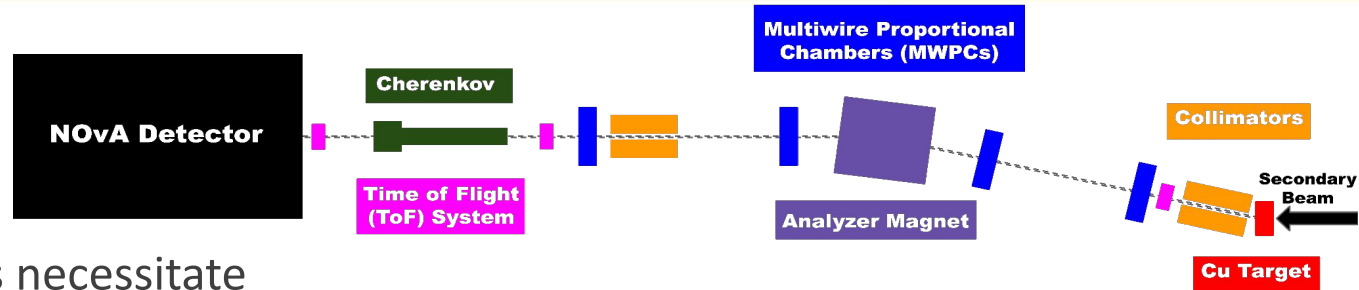 Multiwire Proportional
Chambers (MWPCs)
Cherenkov
Collimators
NOvA Detector
Time of Flight
(ToF) System
Analyzer Magnet
Secondary
Beam
Cu Target
s necessitate